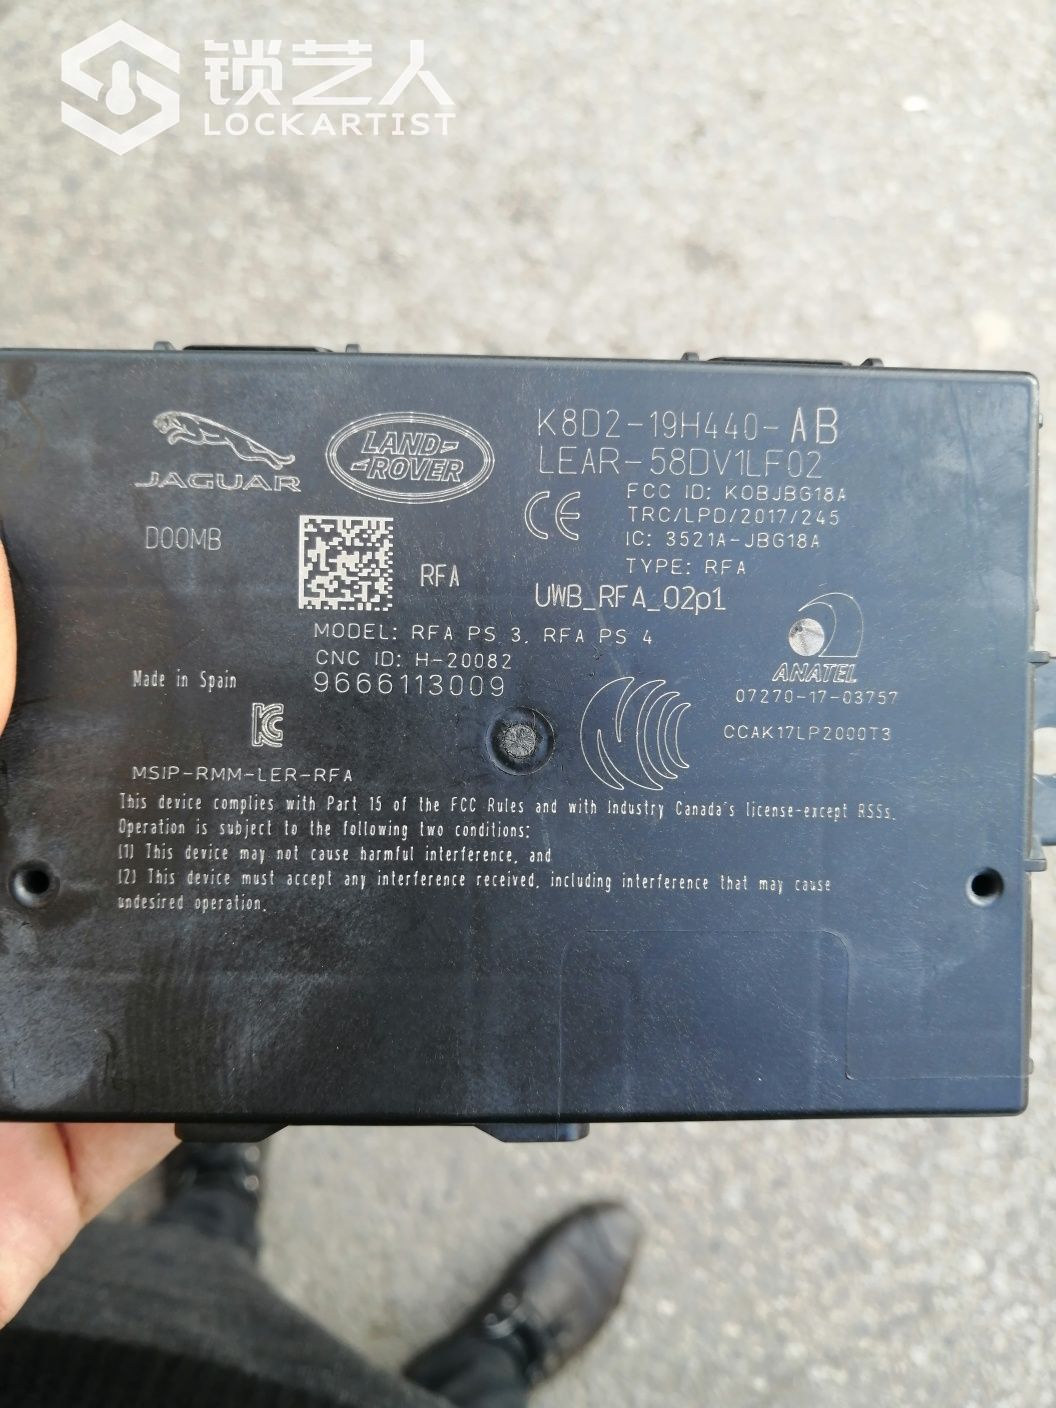 锁艺人
LOCKARTIST
K8D2-19H440-AB
LEAR-58DV1LF02
JAGUAR
LAND-
-ROVER
CE
FCC ID: KOBJBG18A
TRC/LPD/2017/245
IC: 3521A-JBG18A
TYPE: RFA
D00MB
RFA
UWB_RFA_02p1
MODEL: RFA PS 3, RFA PS 4
CNC ID: H-20082
9666113009
Made in Spain
ANATEL
07270-17-03757
CCAK17LP2000T3
MSIP-RMM-LER-RFA
This device complies with Part 15 of the FCC Rules and with Industry Canada's license-except RSSs.
Operation is subject to the following two conditions:
(1) This device may not cause harmful interference, and
(2) This device must accept any interference received, including interference that may cause
undesired operation.